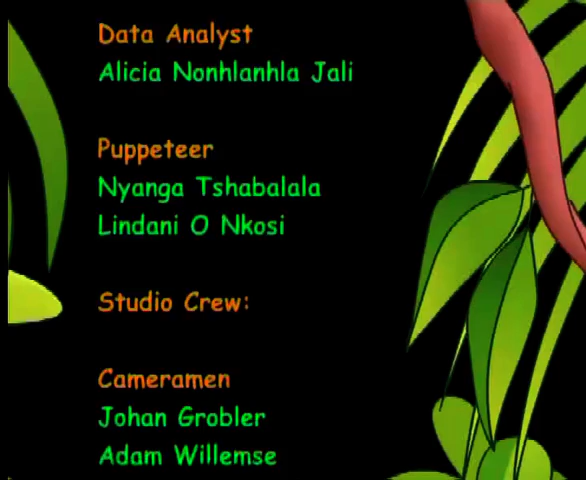 Data Analyst
Alicia Nonhlanhla Jali
Puppeteer
Nyanga Tshabalala
Lindani O Nkosi
Studio Crew:
Cameramen
Johan Grobler
Adam Willemse